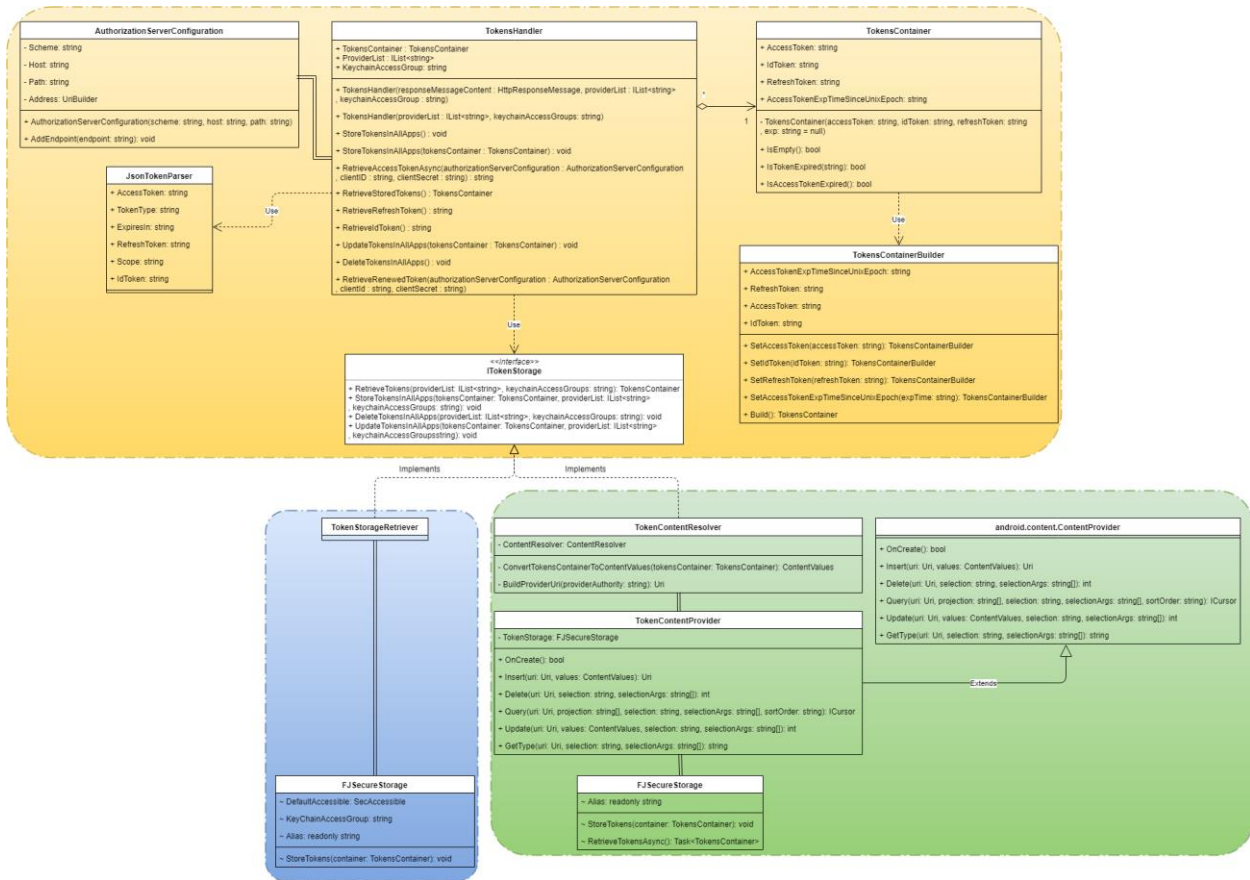 AuthorizationServerConfiguration
- Scheme: string
- Host: string
- Path: string
- Address: UriBuilder
+ AuthorizationServerConfiguration(scheme: string, host: string, path: string)
+ AddEndpoint(endpoint: string): void
TokensHandler
+ TokensContainer : TokensContainer
+ ProviderList : IList<string>
+ KeychainAccessGroup: string
+ TokensHandler(responseMessageContent : HttpResponseMessage, providerList : IList<string>
, keychainAccessGroup : string)
+ TokensHandler(providerList : IList<string>, keychainAccessGroups: string)
+ StoreTokensInAllApps() : void
+ StoreTokensInAllApps(tokensContainer : TokensContainer) : void
+ RetrieveAccessTokenAsync(authorizationServerConfiguration : AuthorizationServerConfiguration
, clientID : string, clientSecret : string) : string
+ RetrieveStoredTokens() : TokensContainer
+ RetrieveRefreshToken() : string
+ RetrieveIdToken() : string
+ UpdateTokensInAllApps(tokensContainer : TokensContainer) : void
+ DeleteTokensInAllApps() : void
+ RetrieveRenewedToken(authorizationServerConfiguration : AuthorizationServerConfiguration
, clientId : string, clientSecret : string)
*
1
TokensContainer
+ AccessToken: string
+ IdToken: string
+ RefreshToken: string
+ AccessTokenExpTimeSinceUnixEpoch: string
- TokensContainer(accessToken: string, idToken: string, refreshToken: string
, exp: string = null)
+ IsEmpty(): bool
+ IsTokenExpired(string): bool
+ IsAccessTokenExpired(): bool
JsonTokenParser
+ AccessToken: string
+ TokenType: string
+ ExpiresIn: string
+ RefreshToken: string
+ Scope: string
+ IdToken: string
Use
Use
Use
TokensContainerBuilder
+ AccessTokenExpTimeSinceUnixEpoch: string
+ RefreshToken: string
+ AccessToken: string
+ IdToken: string
+ SetAccessToken(accessToken: string): TokensContainerBuilder
+ SetIdToken(idToken: string): TokensContainerBuilder
+ SetRefreshToken(refreshToken: string): TokensContainerBuilder
+ SetAccessTokenExpTimeSinceUnixEpoch(expTime: string): TokensContainerBuilder
+ Build(): TokensContainer
<<Interface>>
ITokenStorage
+ RetrieveTokens(providerList: IList<string>, keychainAccessGroups: string): TokensContainer
+ StoreTokensInAllApps(tokensContainer: TokensContainer, providerList: IList<string>
, keychainAccessGroups: string): void
+ DeleteTokensInAllApps(providerList: IList<string>, keychainAccessGroups: string): void
+ UpdateTokensInAllApps(tokensContainer: TokensContainer, providerList: IList<string>
, keychainAccessGroupsstring): void
Implements
Implements
TokenStorageRetriever
FJSecureStorage
~ DefaultAccessible: SecAccessible
~ KeyChainAccessGroup: string
~ Alias: readonly string
~ StoreTokens(container: TokensContainer): void
TokenContentResolver
- ContentResolver: ContentResolver
- ConvertTokensContainerToContentValues(tokensContainer: TokensContainer): ContentValues
- BuildProviderUri(providerAuthority: string): Uri
TokenContentProvider
- TokenStorage: FJSecureStorage
+ OnCreate(): bool
+ Insert(uri: Uri, values: ContentValues): Uri
+ Delete(uri: Uri, selection: string, selectionArgs: string[]): int
+ Query(uri: Uri, projection: string[], selection: string, selectionArgs: string[], sortOrder: string): ICursor
+ Update(uri: Uri, values: ContentValues, selection: string, selectionArgs: string[]): int
+ GetType(uri: Uri, selection: string, selectionArgs: string[]): string
android.content.ContentProvider
+ OnCreate(): bool
+ Insert(uri: Uri, values: ContentValues): Uri
+ Delete(uri: Uri, selection: string, selectionArgs: string[]): int
+ Query(uri: Uri, projection: string[], selection: string, selectionArgs: string[], sortOrder: string): ICursor
+ Update(uri: Uri, values: ContentValues, selection: string, selectionArgs: string[]): int
+ GetType(uri: Uri, selection: string, selectionArgs: string[]): string
Extends
FJSecureStorage
~ Alias: readonly string
~ StoreTokens(container: TokensContainer): void
~ RetrieveTokensAsync(): Task<TokensContainer>